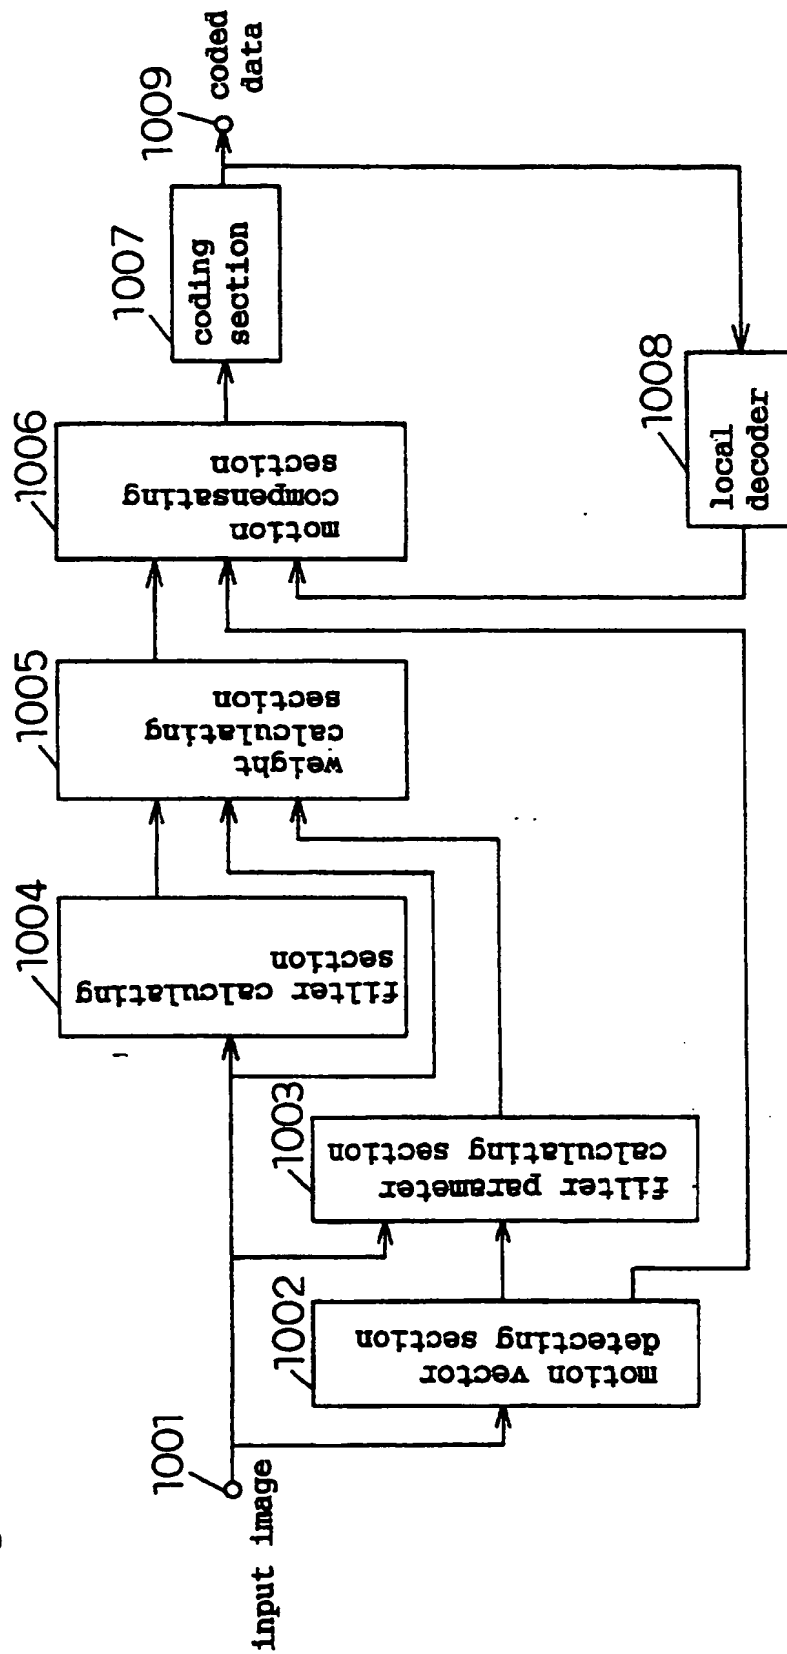 1001
input image
1002
motion vector
detecting section
1003
filter parameter
calculating section
1004
filter calculating
section
1005
weight
calculating
section
1006
motion
compensating
section
1007
coding
section
1008
local
decoder
1009
coded
data